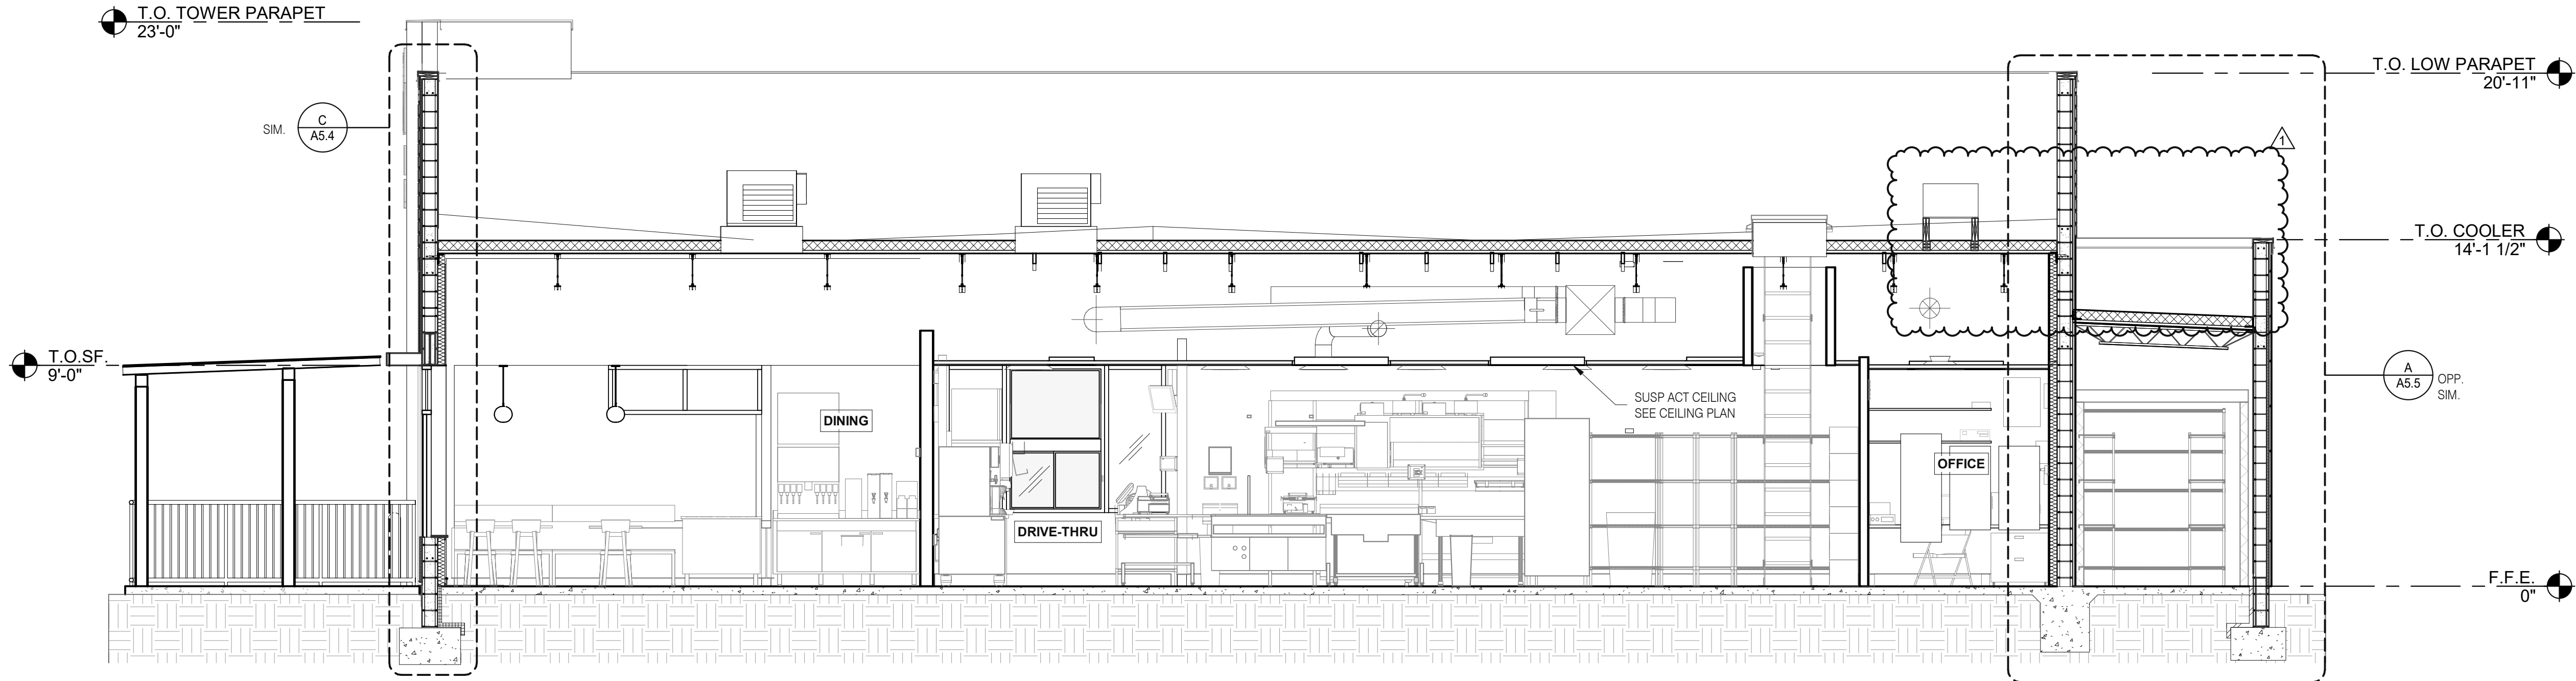 T.O. TOWER PARAPET
23'-0"
T.O. LOW PARAPET
20'-11"
SIM.
C
A5.4
1
T.O. COOLER
14'-1 1/2"
T.O.SF.
9'-0"
A
A5.5
OPP.
SIM.
SUSP ACT CEILING
SEE CEILING PLAN
DINING
OFFICE
DRIVE-THRU
F.F.E.
0"